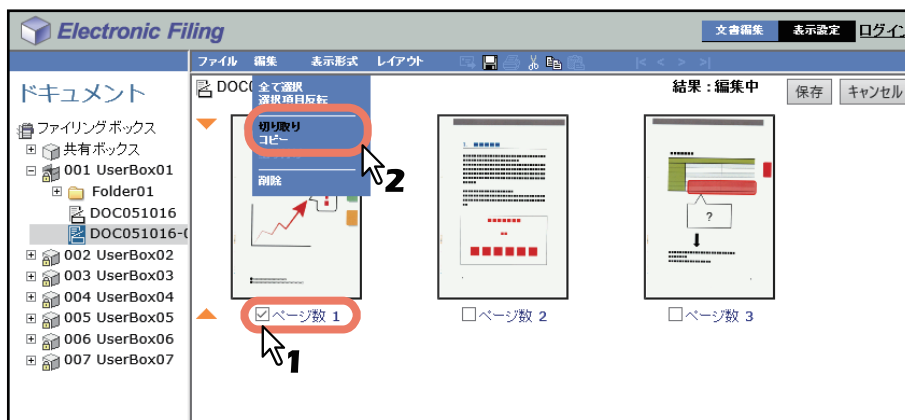 Electronic Filing
文書編集 表示設定 ログイン
ファイル 編集 表示形式 レイアウト
ドキュメント
ファイリングボックス
共有ボックス
001 UserBox01
Folder01
DOC051016
DOC051016-0
002 UserBox02
003 UserBox03
004 UserBox04
005 UserBox05
006 UserBox06
007 UserBox07
DOC0
結果：編集中
保存 キャンセル
全て選択
選択項目反転
切り取り
コピー
削除
2
1.
?
ページ数 1
ページ数 2
ページ数 3
1